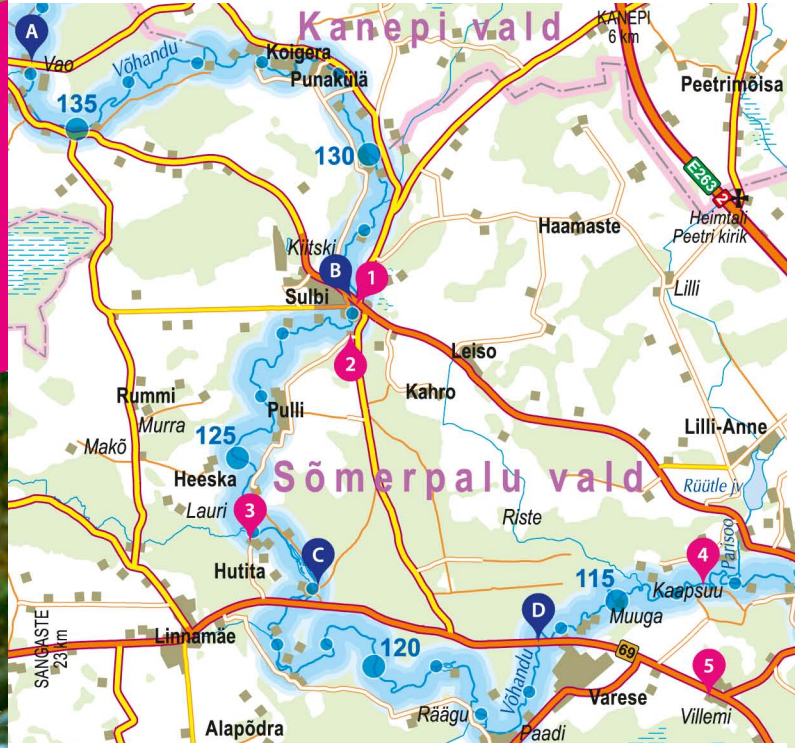 A
Vao
Võhandu
Koigera
Kanepi vald
KANEPI
6 km
Punakülä
Peetrimõisa
135
130
E263
2
Heimtali
Peetri kirik
Haamaste
Kiitski
B
1
Sulbi
Lilli
2
Leiso
Rummi
Murra
Pulli
Kahro
Makõ
125
Lilli-Anne
Heeska
Sõmerpalu vald
Rüütle jv
Lauri
3
Riste
4
Parisoo
Hutita
C
115
Kaapsuu
Muuga
D
Linnamäe
SANGASTE
23 km
120
69
5
Võhandu
Varese
Räägu
Villemi
Alapõdra
Paadi